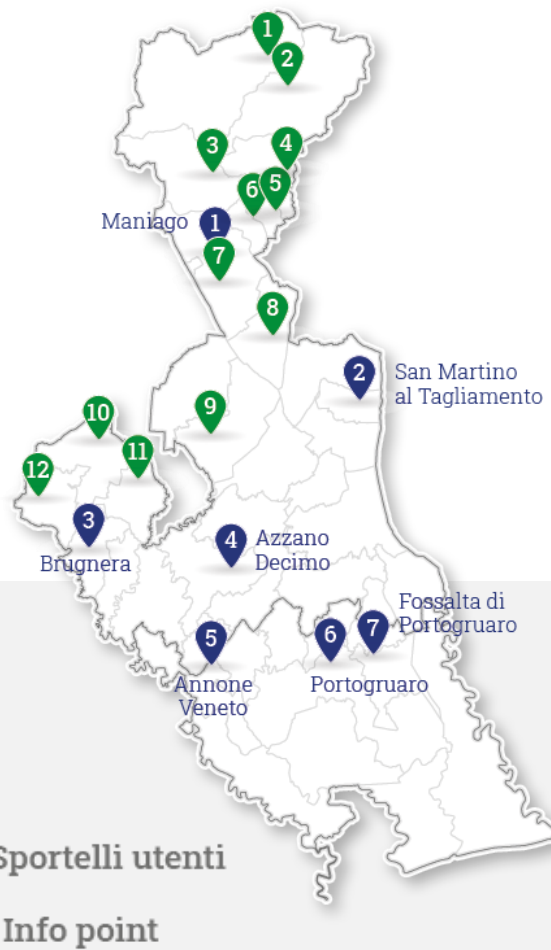 1
2
3
4
6
5
Maniago
1
7
8
2
San Martino
al Tagliamento
9
10
11
12
3
Brugnera
4
Azzano
Decimo
Fossalta di
Portogruaro
5
6
7
Annone
Veneto
Portogruaro
Sportelli utenti
Info point